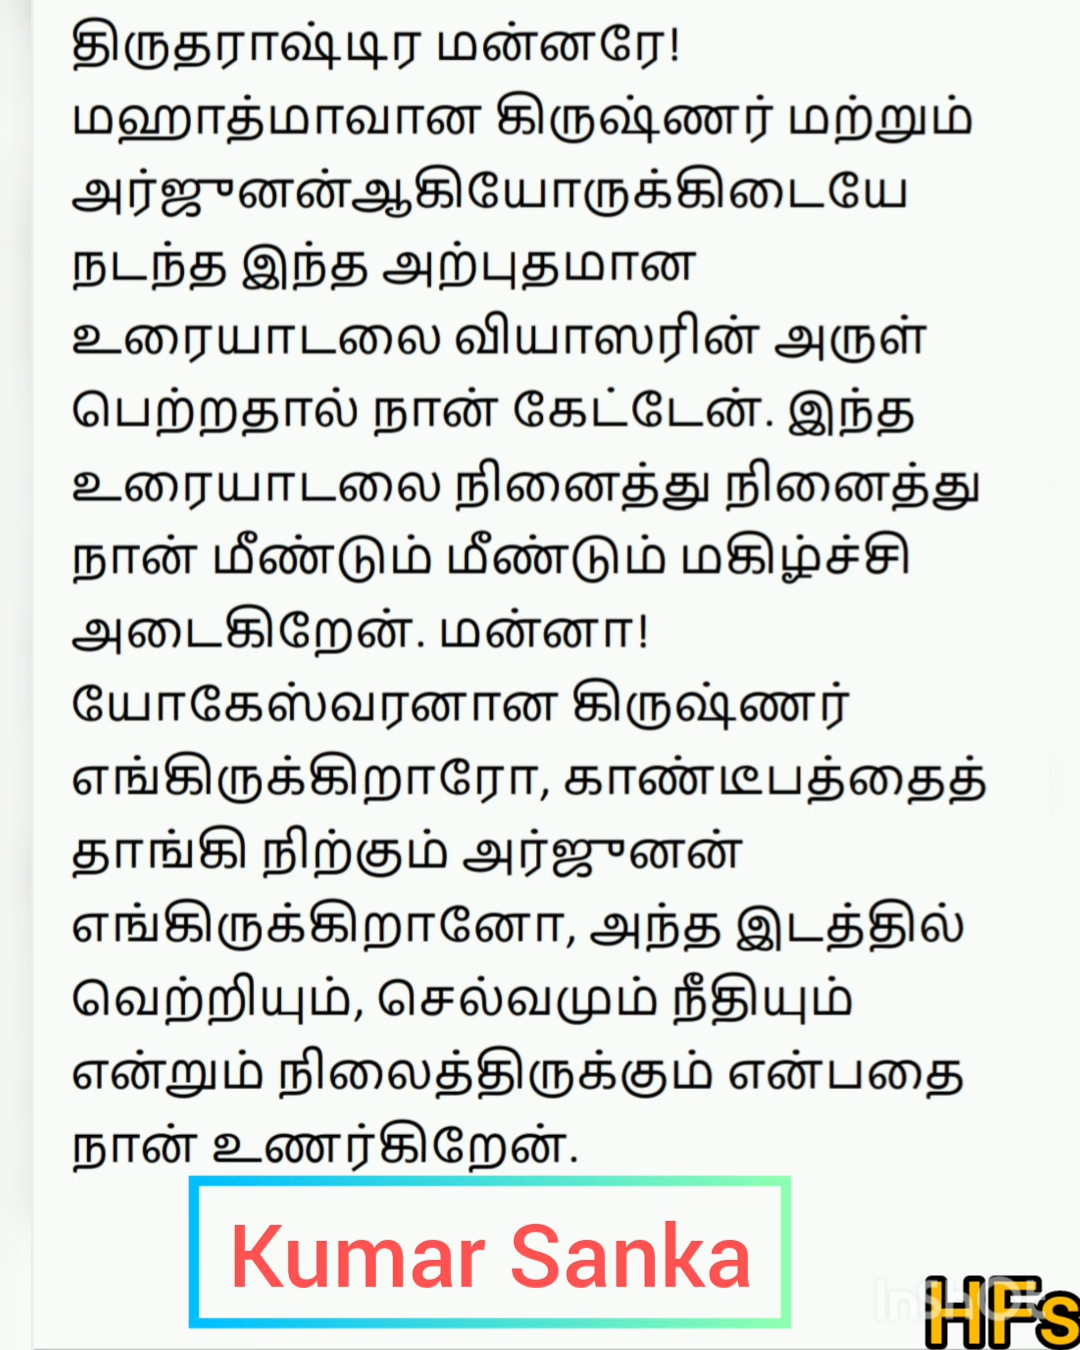 திருதராஷ்டிர மன்னரே!
மஹாத்மாவான கிருஷ்ணர் மற்றும்
அர்ஜுனன்ஆகியோருக்கிடையே
நடந்த இந்த அற்புதமான
உரையாடலை வியாஸரின் அருள்
பெற்றதால் நான் கேட்டேன். இந்த
உரையாடலை நினைத்து நினைத்து
நான் மீண்டும் மீண்டும் மகிழ்ச்சி
அடைகிறேன். மன்னா!
யோகேஸ்வரனான கிருஷ்ணர்
எங்கிருக்கிறாரோ, காண்டீபத்தைத்
தாங்கி நிற்கும் அர்ஜுனன்
எங்கிருக்கிறானோ, அந்த இடத்தில்
வெற்றியும், செல்வமும் நீதியும்
என்றும் நிலைத்திருக்கும் என்பதை
நான் உணர்கிறேன்.
Kumar Sanka
InShOt
HFs